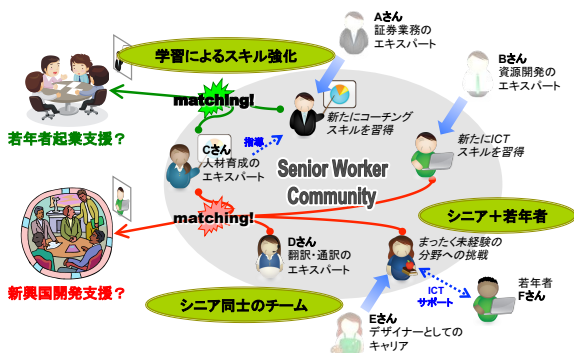 Aさん
証券業務の
エキスパート
学習によるスキル強化
Bさん
資源開発の
エキスパート
matching!
若年者起業支援？
新たにコーチング
スキルを習得
指導
Cさん
人材育成の
エキスパート
新たにICT
スキルを習得
Senior Worker
Community
matching!
シニア＋若年者
Dさん
翻訳・通訳の
エキスパート
まったく未経験の
分野への挑戦
新興国開発支援？
シニア同士のチーム
ICT
サポート
若年者
Fさん
Eさん
デザイナーとしての
キャリア